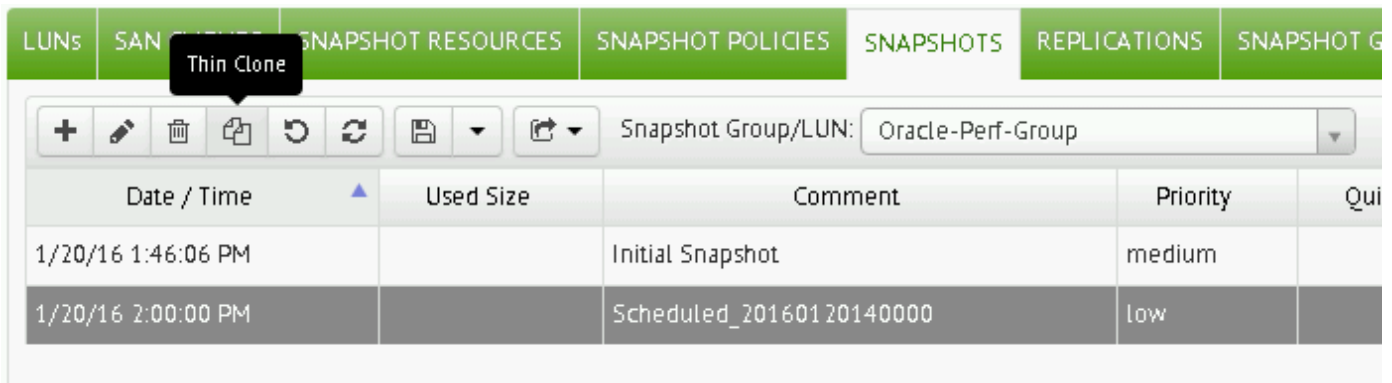 LUNs SAN SNAPSHOT RESOURCES SNAPSHOT POLICIES SNAPSHOTS REPLICATIONS SNAPSHOT G
Thin Clone
Snapshot Group/LUN: Oracle-Perf-Group
Date / Time Used Size Comment Priority Qui
1/20/16 1:46:06 PM Initial Snapshot medium
1/20/16 2:00:00 PM Scheduled_20160120140000 low